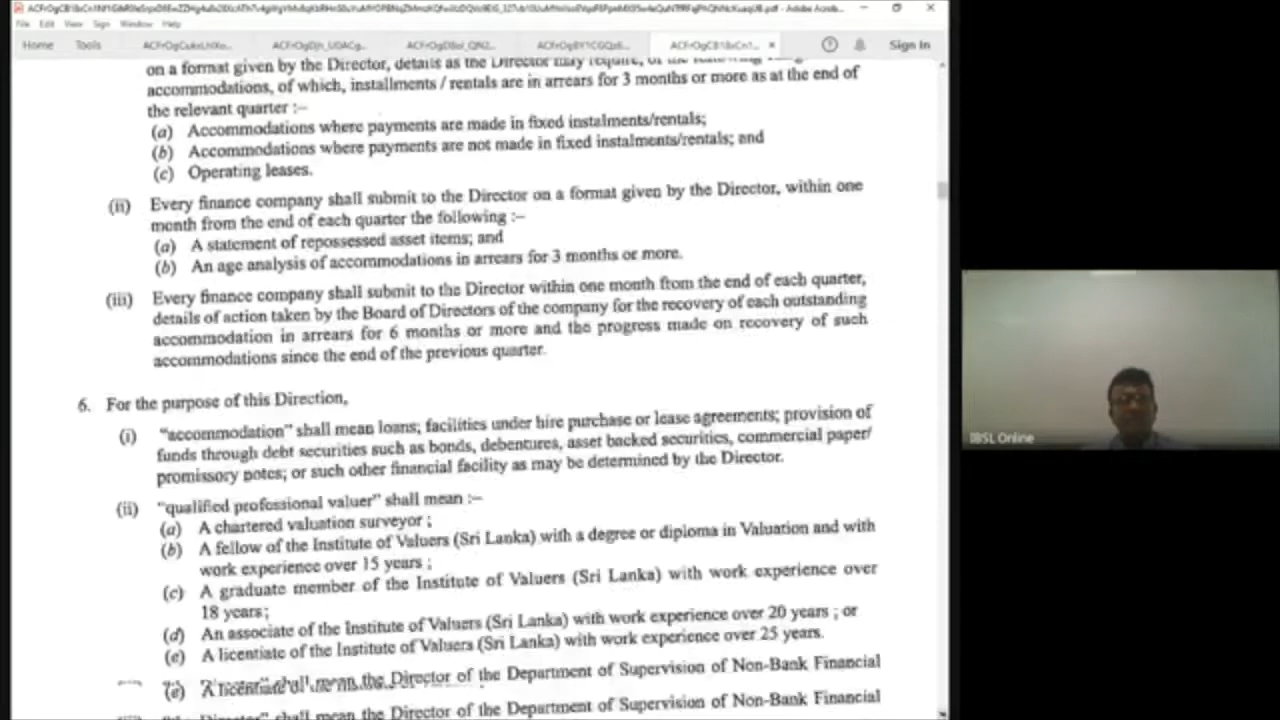 File Edit View Sign Window Help
Home Tools Sign In
on a format given by the Director, details as the Director may require, of the
accommodations, of which, installments / rentals are in arrears for 3 months or more as at the end of
the relevant quarter :–
(a) Accommodations where payments are made in fixed instalments/rentals;
(b) Accommodations where payments are not made in fixed instalments/rentals; and
(c) Operating leases.
(ii) Every finance company shall submit to the Director on a format given by the Director, within one
month from the end of each quarter the following :–
(a) A statement of repossessed asset items; and
(b) An age analysis of accommodations in arrears for 3 months or more.
(iii) Every finance company shall submit to the Director within one month from the end of each quarter,
details of action taken by the Board of Directors of the company for the recovery of each outstanding
accommodation in arrears for 6 months or more and the progress made on recovery of such
accommodations since the end of the previous quarter.
6. For the purpose of this Direction,
(i) "accommodation" shall mean loans; facilities under hire purchase or lease agreements; provision of
funds through debt securities such as bonds, debentures, asset backed securities, commercial paper/
promissory notes; or such other financial facility as may be determined by the Director.
(ii) "qualified professional valuer" shall mean :–
(a) A chartered valuation surveyor ;
(b) A fellow of the Institute of Valuers (Sri Lanka) with a degree or diploma in Valuation and with
work experience over 15 years ;
(c) A graduate member of the Institute of Valuers (Sri Lanka) with work experience over
18 years;
(d) An associate of the Institute of Valuers (Sri Lanka) with work experience over 20 years ; or
(e) A licentiate of the Institute of Valuers (Sri Lanka) with work experience over 25 years.
shall mean the Director of the Department of Supervision of Non-Bank Financial
(e) A licentiate of
shall mean the Director of the Department of Supervision of Non-Bank Financial
IBSL Online